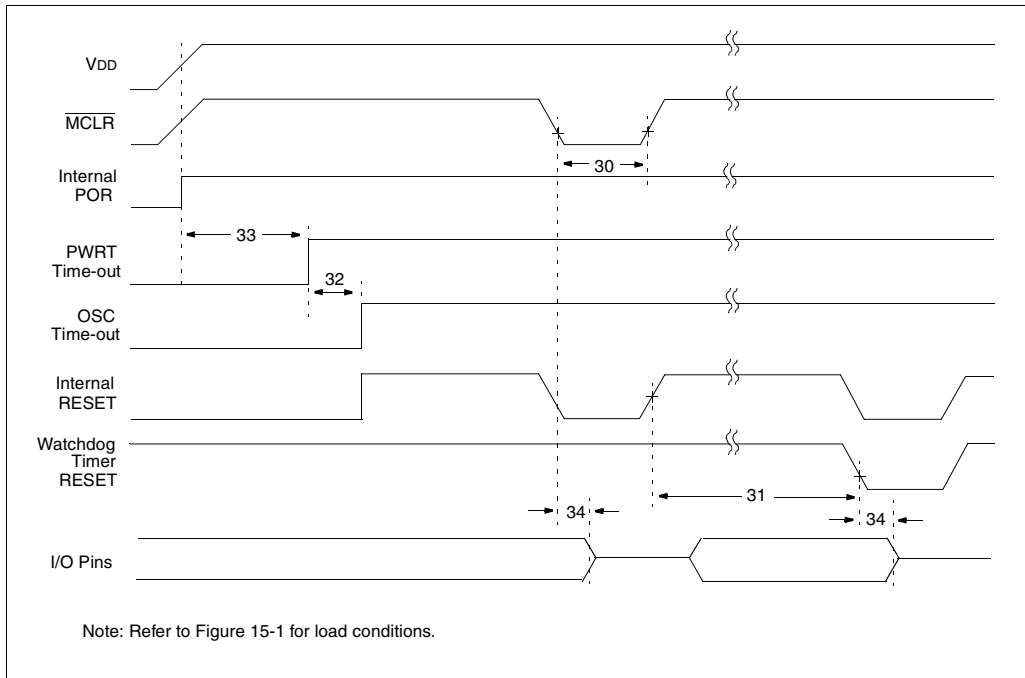 VDD
MCLR
30
Internal
POR
33
PWRT
Time-out
32
OSC
Time-out
Internal
RESET
Watchdog
Timer
RESET
31
34
34
I/O Pins
Note: Refer to Figure 15-1 for load conditions.